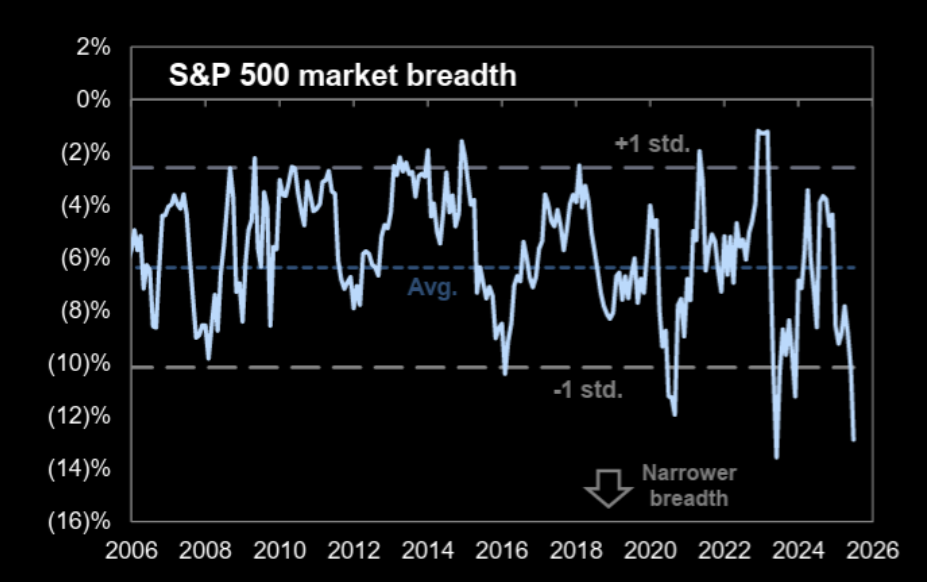 2%
S&P 500 market breadth
0%
+1 std.
(2)%
(4)%
(6)%
Avg.
(8)%
(10)%
-1 std.
(12)%
(14)%
Narrower
breadth
(16)%
2006 2008 2010 2012 2014 2016 2018 2020 2022 2024 2026